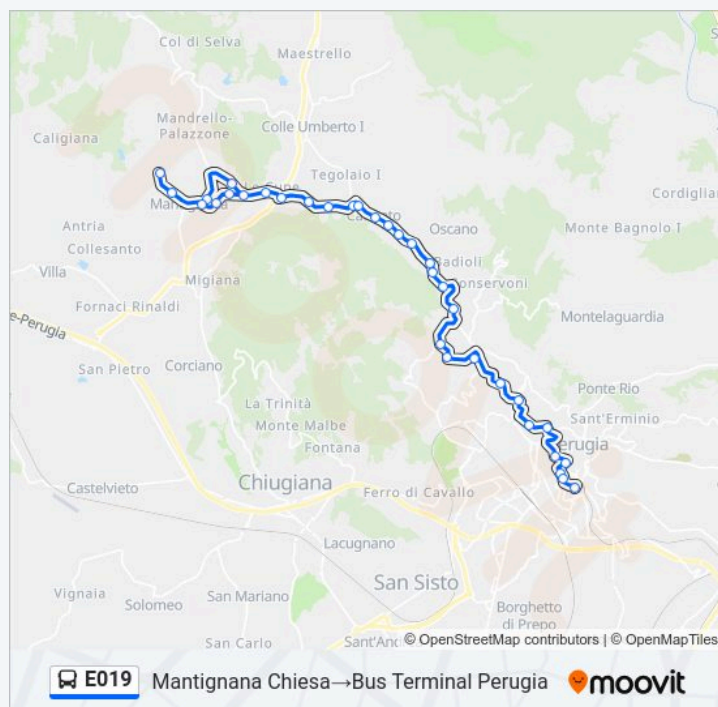 Col di Selva
Maestrello
Mandrello-
Palazzone
Colle Umberto I
Caligiana
Tegolaio I
Cordiglian
Antria
Oscano
Monte Bagnolo I
Collesanto
Villa
Migiana
Fornaci Rinaldi
Montelaguardia
e-Perugia
San Pietro
Corciano
Ponte Rio
La Trinità
Sant'Erminio
Monte Malbe
Fontana
Perugia
Chiugiana
Castelvieto
Ferro di Cavallo
Lacugnano
San Sisto
Vignaia
Solomeo
San Mariano
Borghetto
di Prepo
San Carlo
Sant'And
© OpenStreetMap contributors | © OpenMapTiles
E019 Mantignana Chiesa→Bus Terminal Perugia moovit